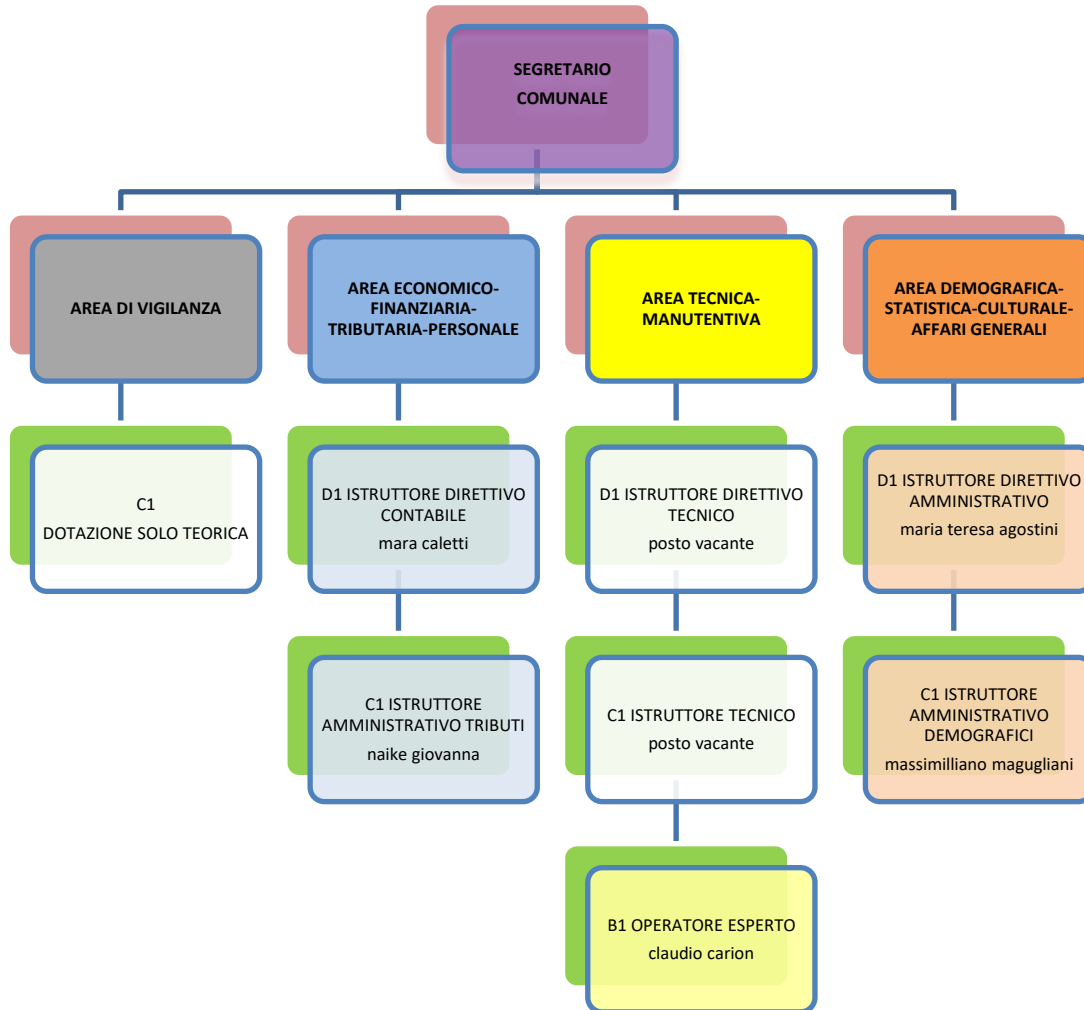 SEGRETARIO
COMUNALE
AREA DI VIGILANZA
AREA ECONOMICO-
FINANZIARIA-
TRIBUTARIA-PERSONALE
AREA TECNICA-
MANUTENTIVA
AREA DEMOGRAFICA-
STATISTICA-CULTURALE-
AFFARI GENERALI
C1
DOTAZIONE SOLO TEORICA
D1 ISTRUTTORE DIRETTIVO
CONTABILE
mara caletti
D1 ISTRUTTORE DIRETTIVO
TECNICO
posto vacante
D1 ISTRUTTORE DIRETTIVO
AMMINISTRATIVO
maria teresa agostini
C1 ISTRUTTORE
AMMINISTRATIVO TRIBUTI
naike giovanna
C1 ISTRUTTORE TECNICO
posto vacante
C1 ISTRUTTORE
AMMINISTRATIVO
DEMOGRAFICI
massimilliano magugliani
B1 OPERATORE ESPERTO
claudio carion